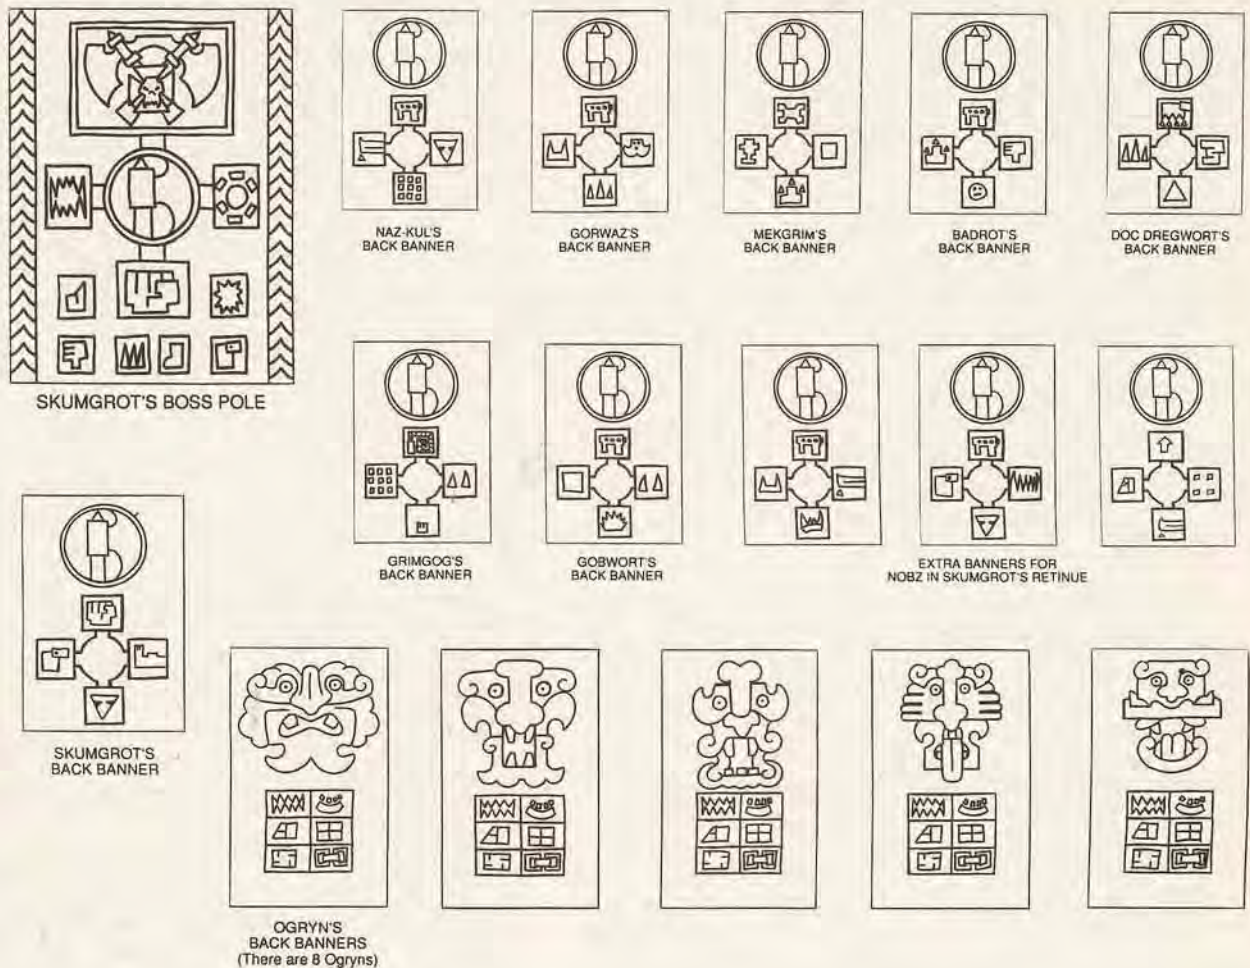 NAZ-KUL'S
BACK BANNER
GORWAZ'S
BACK BANNER
MEKGRIM'S
BACK BANNER
BADROT'S
BACK BANNER
DOC DREGWORT'S
BACK BANNER
SKUMGROT'S BOSS POLE
GRIMGOG'S
BACK BANNER
GOBWORT'S
BACK BANNER
EXTRA BANNERS FOR
NOBZ IN SKUMGROT'S RETINUE
SKUMGROT'S
BACK BANNER
OGRYN'S
BACK BANNERS
(There are 8 Ogryns)